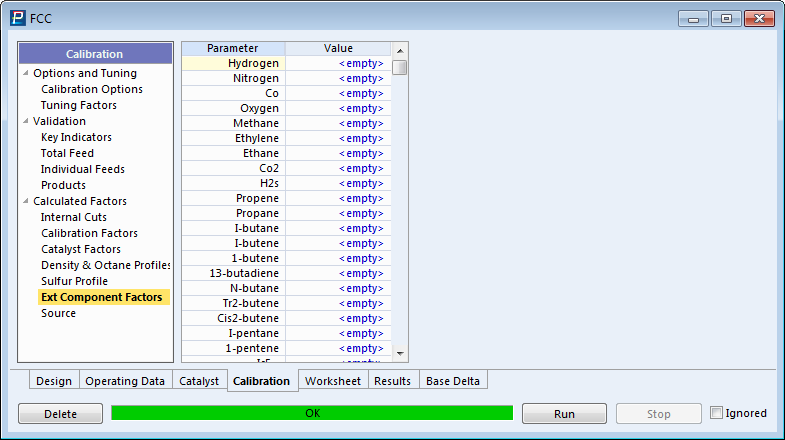 FCC
Calibration
Options and Tuning
Calibration Options
Tuning Factors
Validation
Key Indicators
Total Feed
Individual Feeds
Products
Calculated Factors
Internal Cuts
Calibration Factors
Catalyst Factors
Density & Octane Profiles
Sulfur Profile
Ext Component Factors
Source
Parameter Value
Hydrogen <empty>
Nitrogen <empty>
Co <empty>
Oxygen <empty>
Methane <empty>
Ethylene <empty>
Ethane <empty>
Co2 <empty>
H2s <empty>
Propene <empty>
Propane <empty>
I-butane <empty>
I-butene <empty>
1-butene <empty>
13-butadiene <empty>
N-butane <empty>
Tr2-butene <empty>
Cis2-butene <empty>
I-pentane <empty>
1-pentene <empty>
Design Operating Data Catalyst Calibration Worksheet Results Base Delta
Delete OK Run Stop Ignored